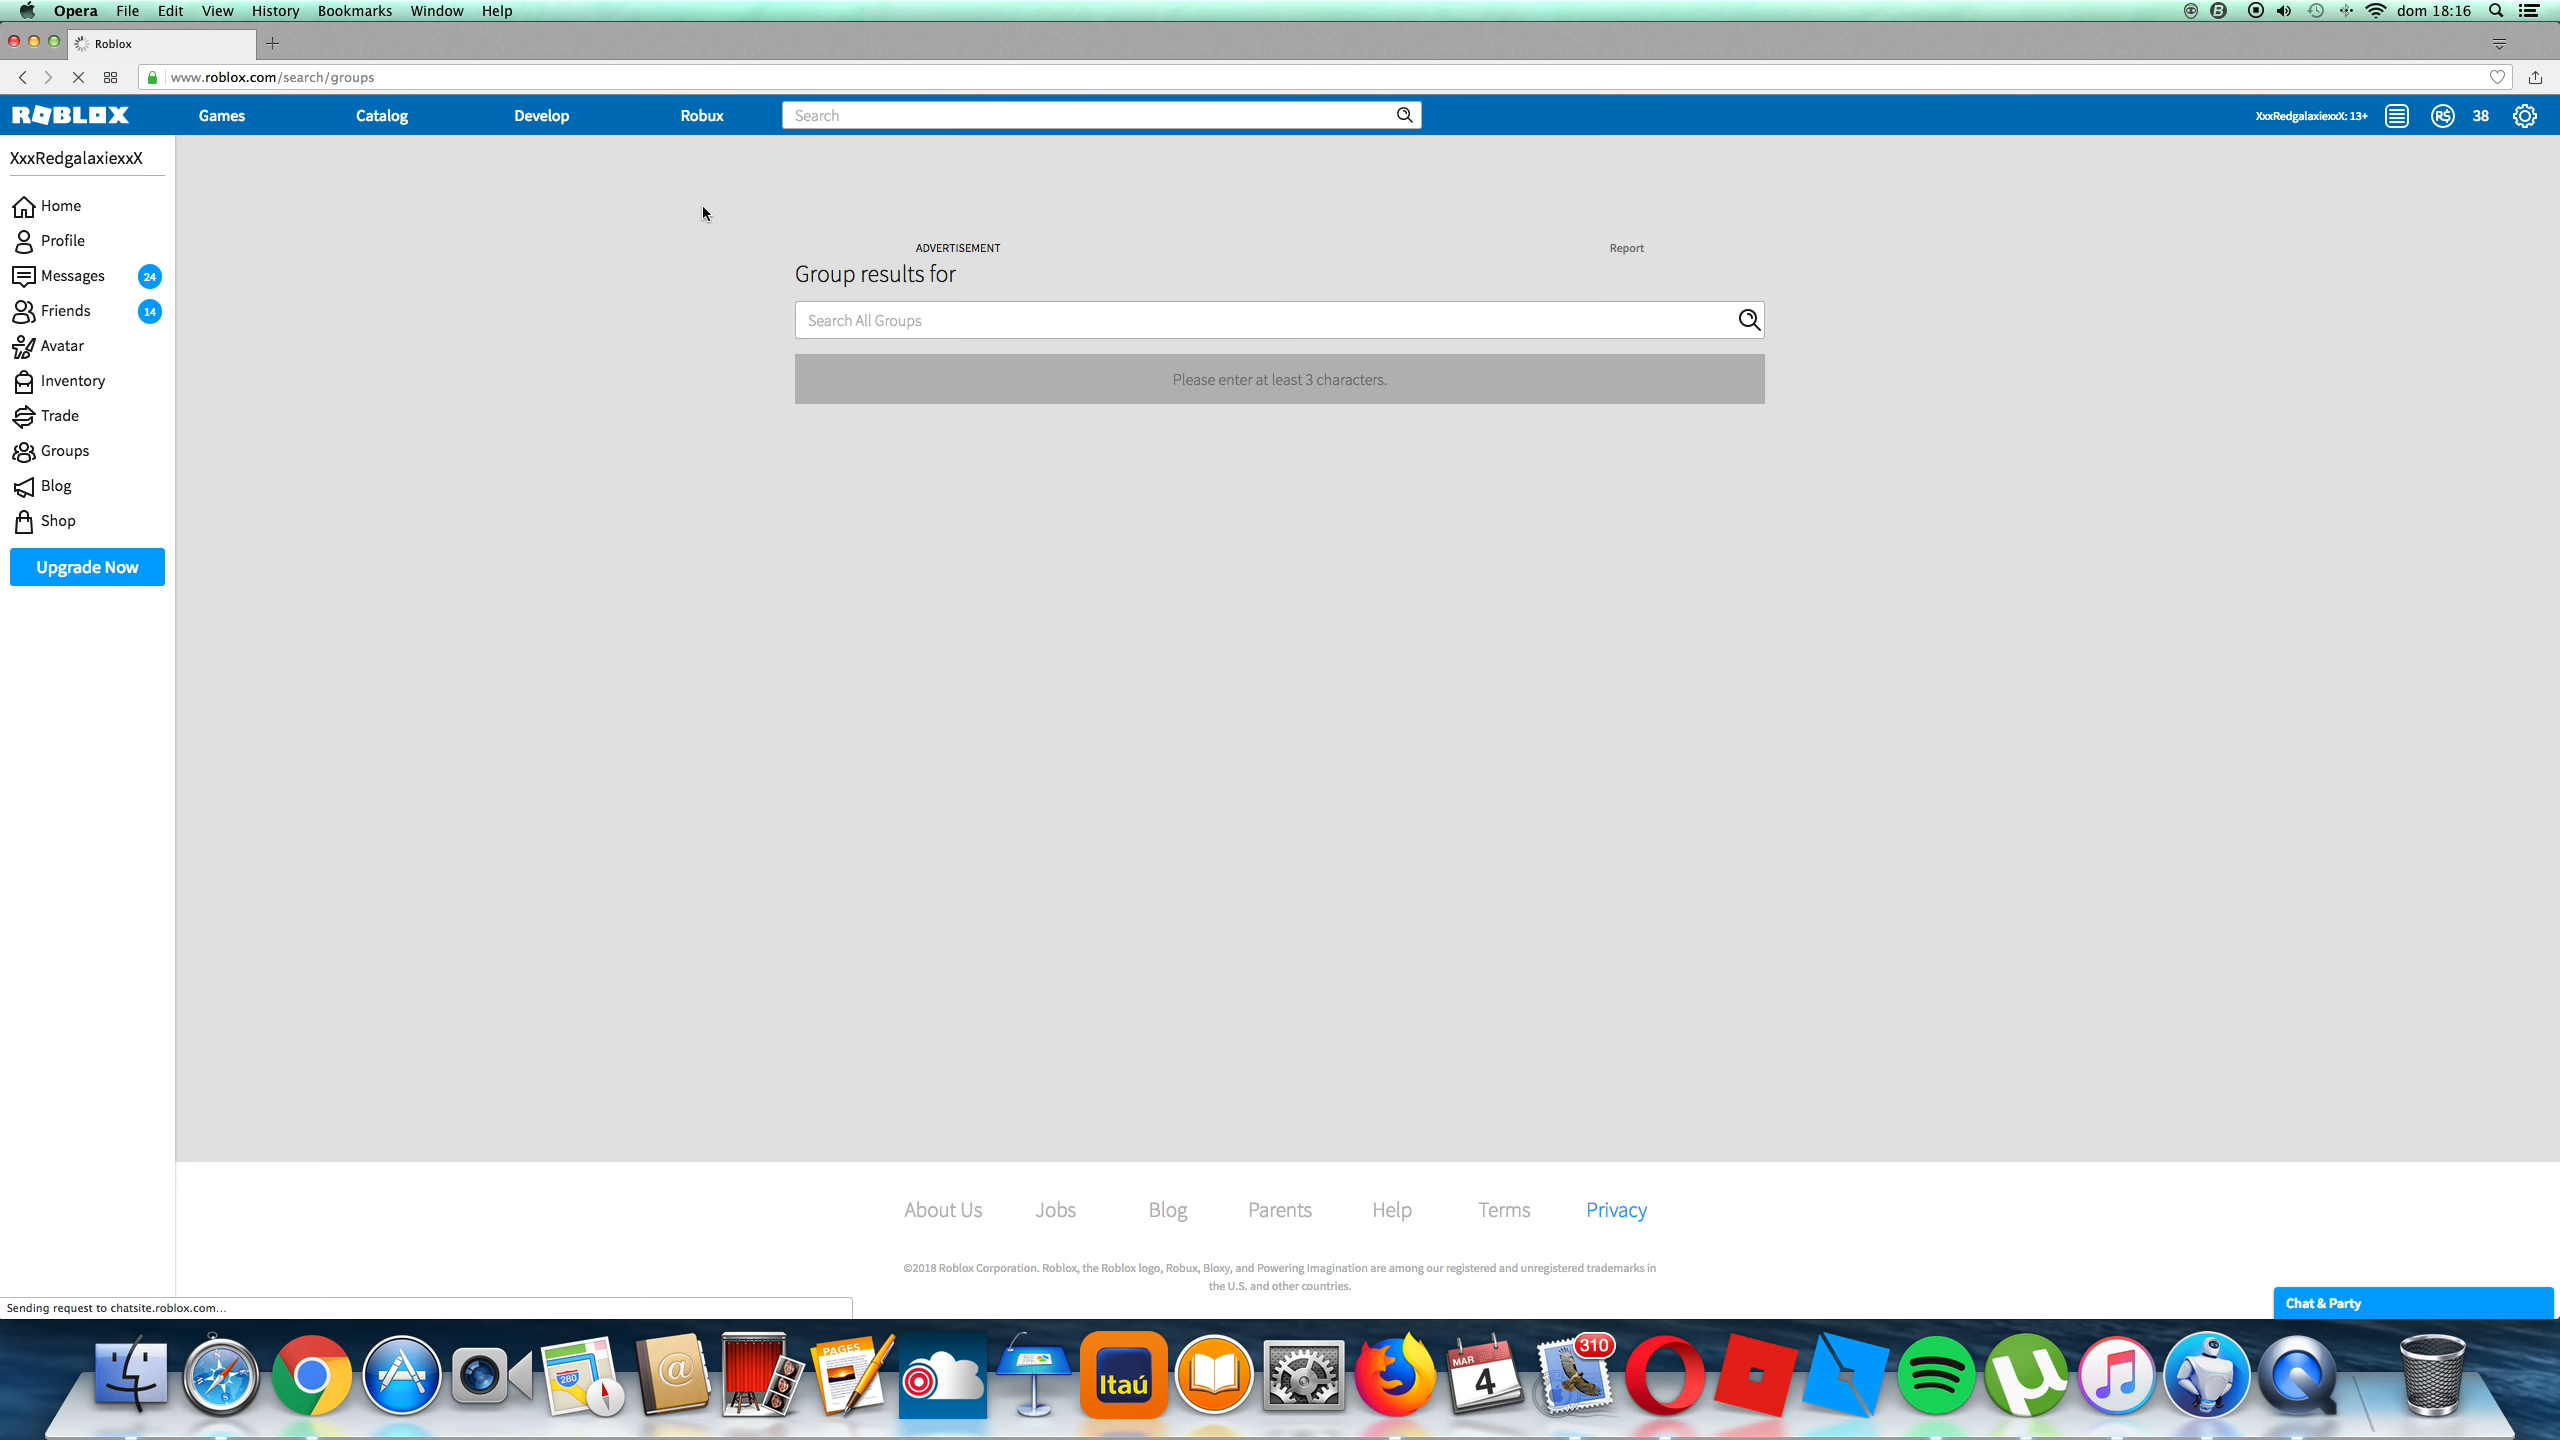 Opera File Edit View History Bookmarks Window Help dom 18:16
Roblox
www.roblox.com/search/groups
ROBLOX Games Catalog Develop Robux Search XxxRedgalaxiexxX: 13+ R$ 38
XxxRedgalaxiexxX
Home
Profile
Messages 24
Friends 14
Avatar
Inventory
Trade
Groups
Blog
Shop
Upgrade Now
ADVERTISEMENT Report
Group results for
Search All Groups
Please enter at least 3 characters.
About Us Jobs Blog Parents Help Terms Privacy
©2018 Roblox Corporation. Roblox, the Roblox logo, Robux, Bloxy, and Powering Imagination are among our registered and unregistered trademarks in
the U.S. and other countries.
Chat & Party
Sending request to chatsite.roblox.com...
280
@
PAGES
Itaú
MAR
4
310
µ